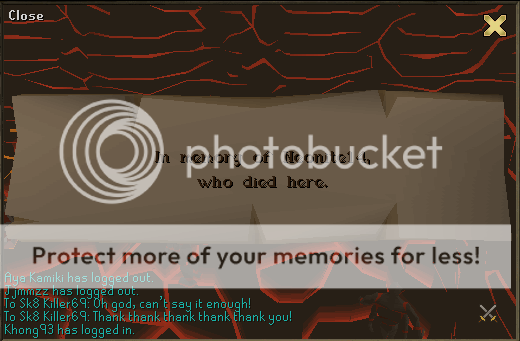 Close
In memory of
photobucket
who died here.
Protect more of your memories for less!
Aya Kamiki has logged out.
has logged out.
To Sk8 Killer69: Oh god, can't say it enough!
To Sk8 Killer69: Thank thank thank thank thank you!
Khong93 has logged in.